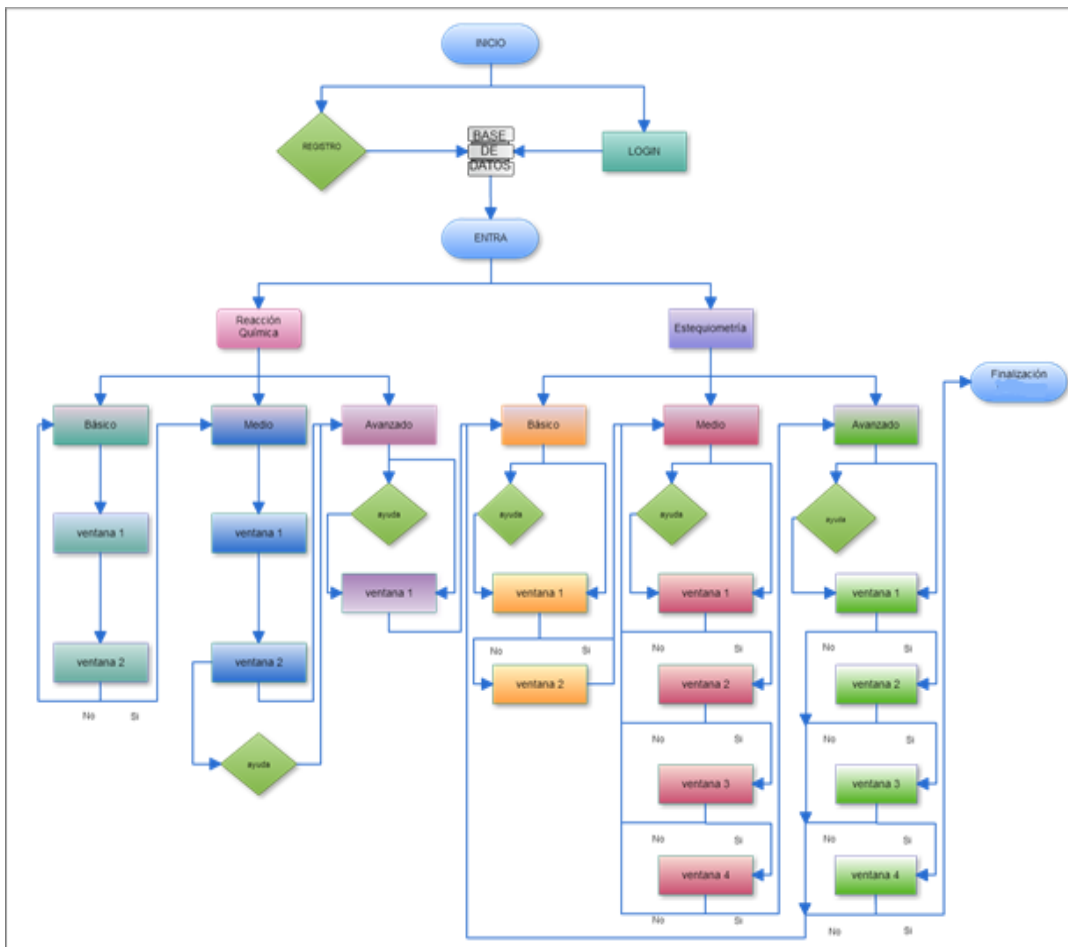 INICIO
REGISTRO
BASE
DE
DATOS
LOGIN
ENTRA
Reacción
Química
Estequiometría
Finalización
Básico
Medio
Avanzado
Básico
Medio
Avanzado
ayuda
ayuda
ayuda
ayuda
ventana 1
ventana 1
ventana 1
ventana 1
ventana 1
ventana 1
No
Si
No
Si
No
Si
ventana 2
ventana 2
ventana 2
ventana 2
ventana 2
No
Si
No
Si
No
Si
ayuda
ventana 3
ventana 3
No
Si
No
Si
ventana 4
ventana 4
No
Si
No
Si